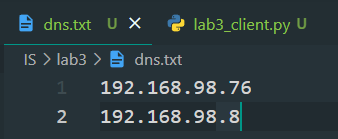 dns.txt U lab3_client.py U
IS > lab3 > dns.txt
1 192.168.98.76
2 192.168.98.8